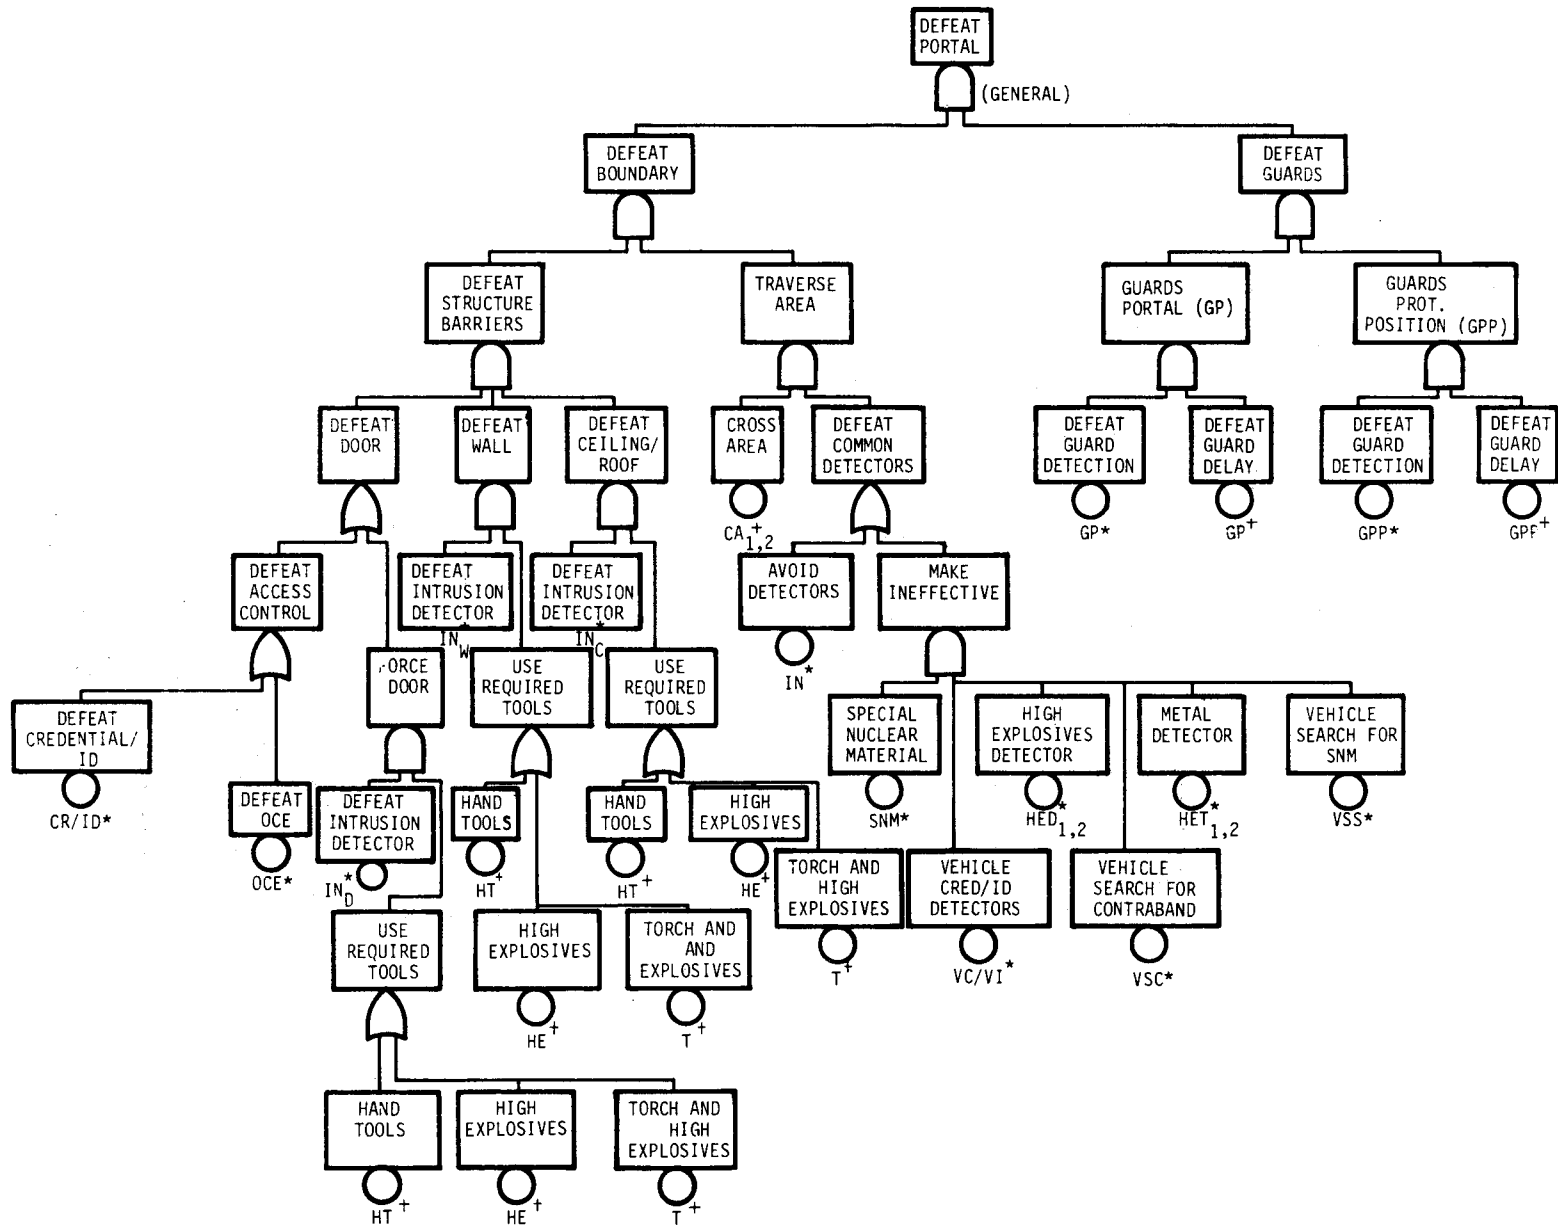 DEFEAT
PORTAL
(GENERAL)
DEFEAT
BOUNDARY
DEFEAT
GUARDS
DEFEAT
STRUCTURE
BARRIERS
TRAVERSE
AREA
GUARDS
PORTAL (GP)
GUARDS
PROT.
POSITION (GPP)
DEFEAT
DOOR
DEFEAT
WALL
DEFEAT
CEILING/
ROOF
CROSS
AREA
CA+1,2
DEFEAT
COMMON
DETECTORS
DEFEAT
GUARD
DETECTION
GP*
DEFEAT
GUARD
DELAY
GP+
DEFEAT
GUARD
DETECTION
GPP*
DEFEAT
GUARD
DELAY
GPF+
DEFEAT
ACCESS
CONTROL
DEFEAT
INTRUSION
DETECTOR
IN*W
DEFEAT
INTRUSION
DETECTOR
IN*C
AVOID
DETECTORS
IN*
MAKE
INEFFECTIVE
FORCE
DOOR
USE
REQUIRED
TOOLS
USE
REQUIRED
TOOLS
DEFEAT
CREDENTIAL/
ID
CR/ID*
DEFEAT
OCE
OCE*
DEFEAT
INTRUSION
DETECTOR
IN*D
HAND
TOOLS
HT+
HAND
TOOLS
HT+
HIGH
EXPLOSIVES
HE+
SPECIAL
NUCLEAR
MATERIAL
SNM*
HIGH
EXPLOSIVES
DETECTOR
HED*1,2
METAL
DETECTOR
HET*1,2
VEHICLE
SEARCH FOR
SNM
VSS*
TORCH AND
HIGH
EXPLOSIVES
T+
VEHICLE
CRED/ID
DETECTORS
VC/VI*
VEHICLE
SEARCH FOR
CONTRABAND
VSC*
USE
REQUIRED
TOOLS
HIGH
EXPLOSIVES
HE+
TORCH AND
AND
EXPLOSIVES
T+
HAND
TOOLS
HT+
HIGH
EXPLOSIVES
HE+
TORCH AND
HIGH
EXPLOSIVES
T+